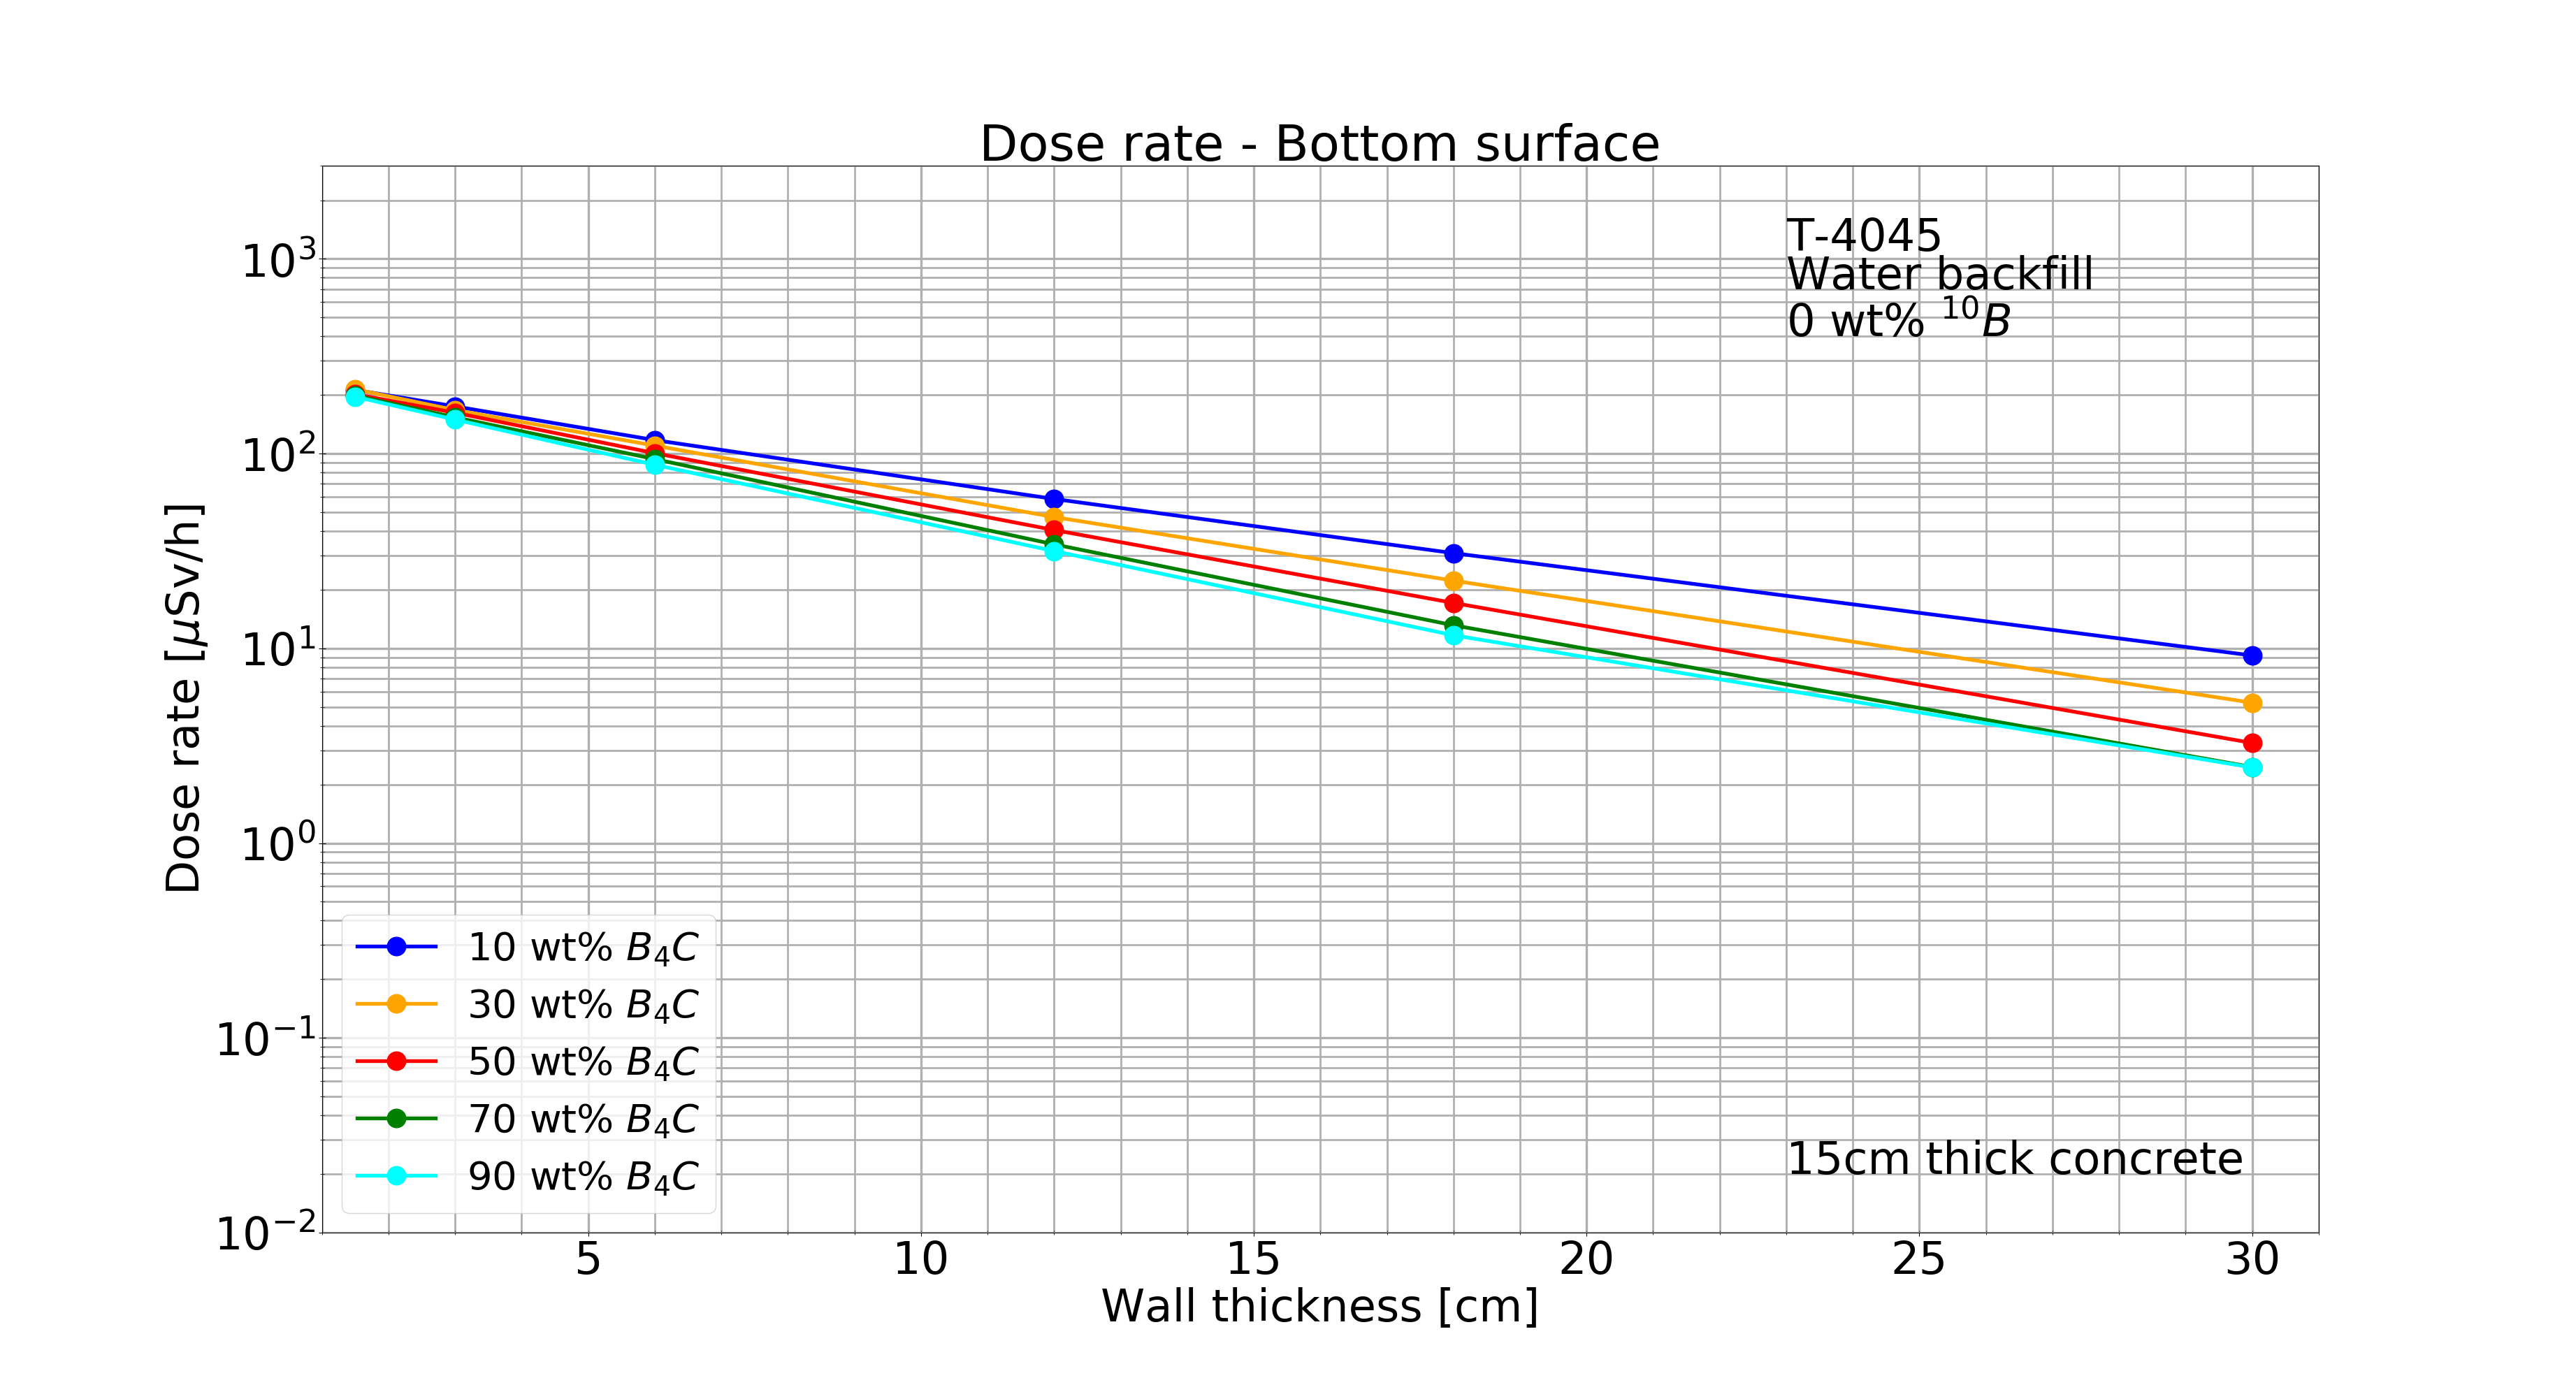 Dose rate - Bottom surface
T-4045
Water backfill
0 wt% ¹⁰B
10³
10²
10¹
10⁰
10⁻¹
10⁻²
Dose rate [μSv/h]
10 wt% B₄C
30 wt% B₄C
50 wt% B₄C
70 wt% B₄C
90 wt% B₄C
15cm thick concrete
5 10 15 20 25 30
Wall thickness [cm]